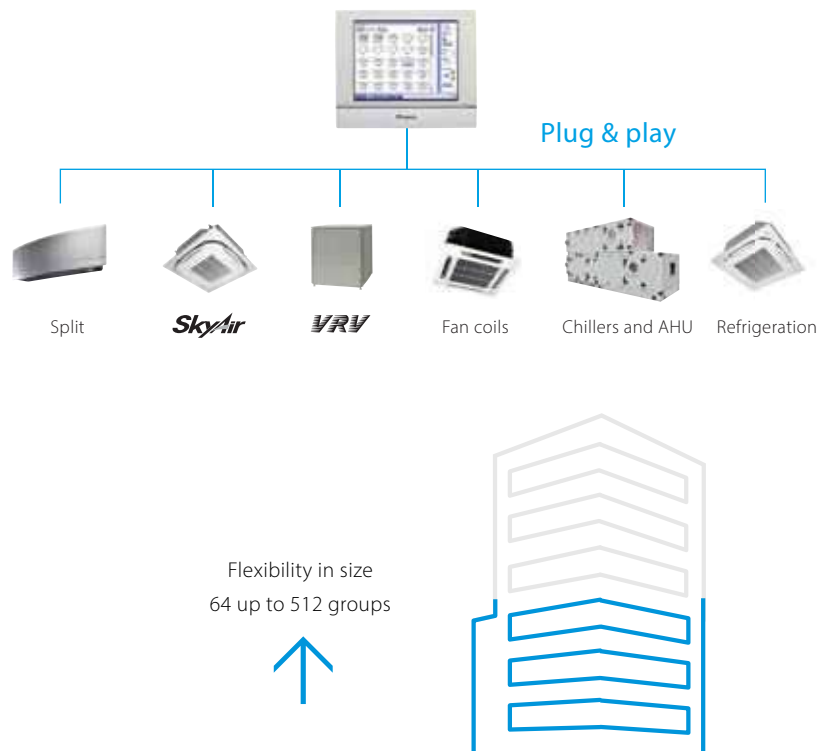 Plug & play
Split
SkyAir
VRV
Fan coils
Chillers and AHU
Refrigeration
Flexibility in size
64 up to 512 groups